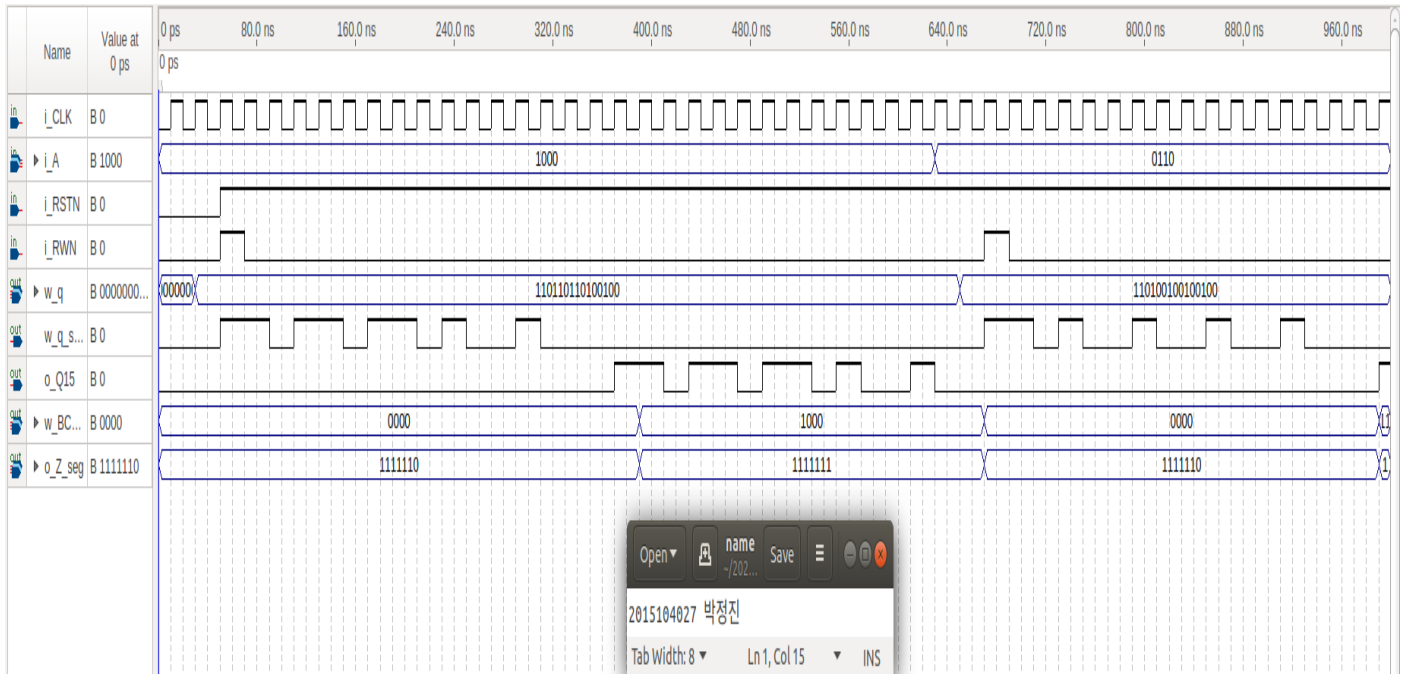 Name
Value at
0 ps
0 ps 80.0 ns 160.0 ns 240.0 ns 320.0 ns 400.0 ns 480.0 ns 560.0 ns 640.0 ns 720.0 ns 800.0 ns 880.0 ns 960.0 ns
0 ps
in i_CLK B 0
in i_A B 1000 1000 0110
in i_RSTN B 0
in i_RWN B 0
out w_q B 0000000... 110110110100100 110100100100100
out w_q_s... B 0
out o_Q15 B 0
out w_BC... B 0000 0000 1000 0000
out o_Z_seg B 1111110 1111110 1111111 1111110
Open name Save
~/202...
2015104027 박정진
Tab Width: 8 Ln 1, Col 15 INS